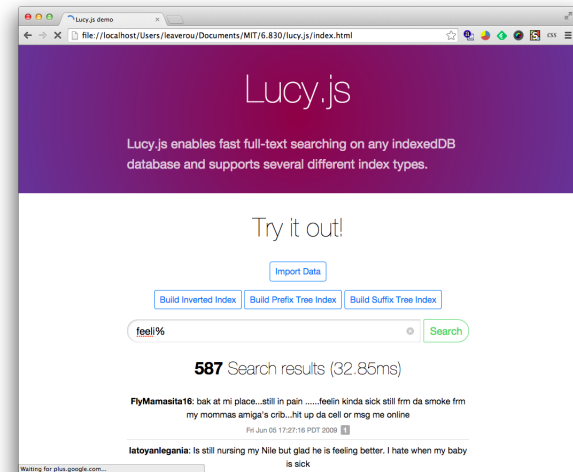 Lucy.js demo
file://localhost/Users/leaverou/Documents/MIT/6.830/lucy.js/index.html
CSS
Lucy.js
Lucy.js enables fast full-text searching on any indexedDB
database and supports several different index types.
Try it out!
Import Data
Build Inverted Index Build Prefix Tree Index Build Suffix Tree Index
feeli% Search
587 Search results (32.85ms)
FlyMamasita16: bak at mi place...still in pain ......feelin kinda sick still frm da smoke frm
my mommas amiga's crib...hit up da cell or msg me online
Fri Jun 05 17:27:16 PDT 2009 1
latoyanlegania: Is still nursing my Nile but glad he is feeling better. I hate when my baby
is sick
Waiting for plus.google.com...